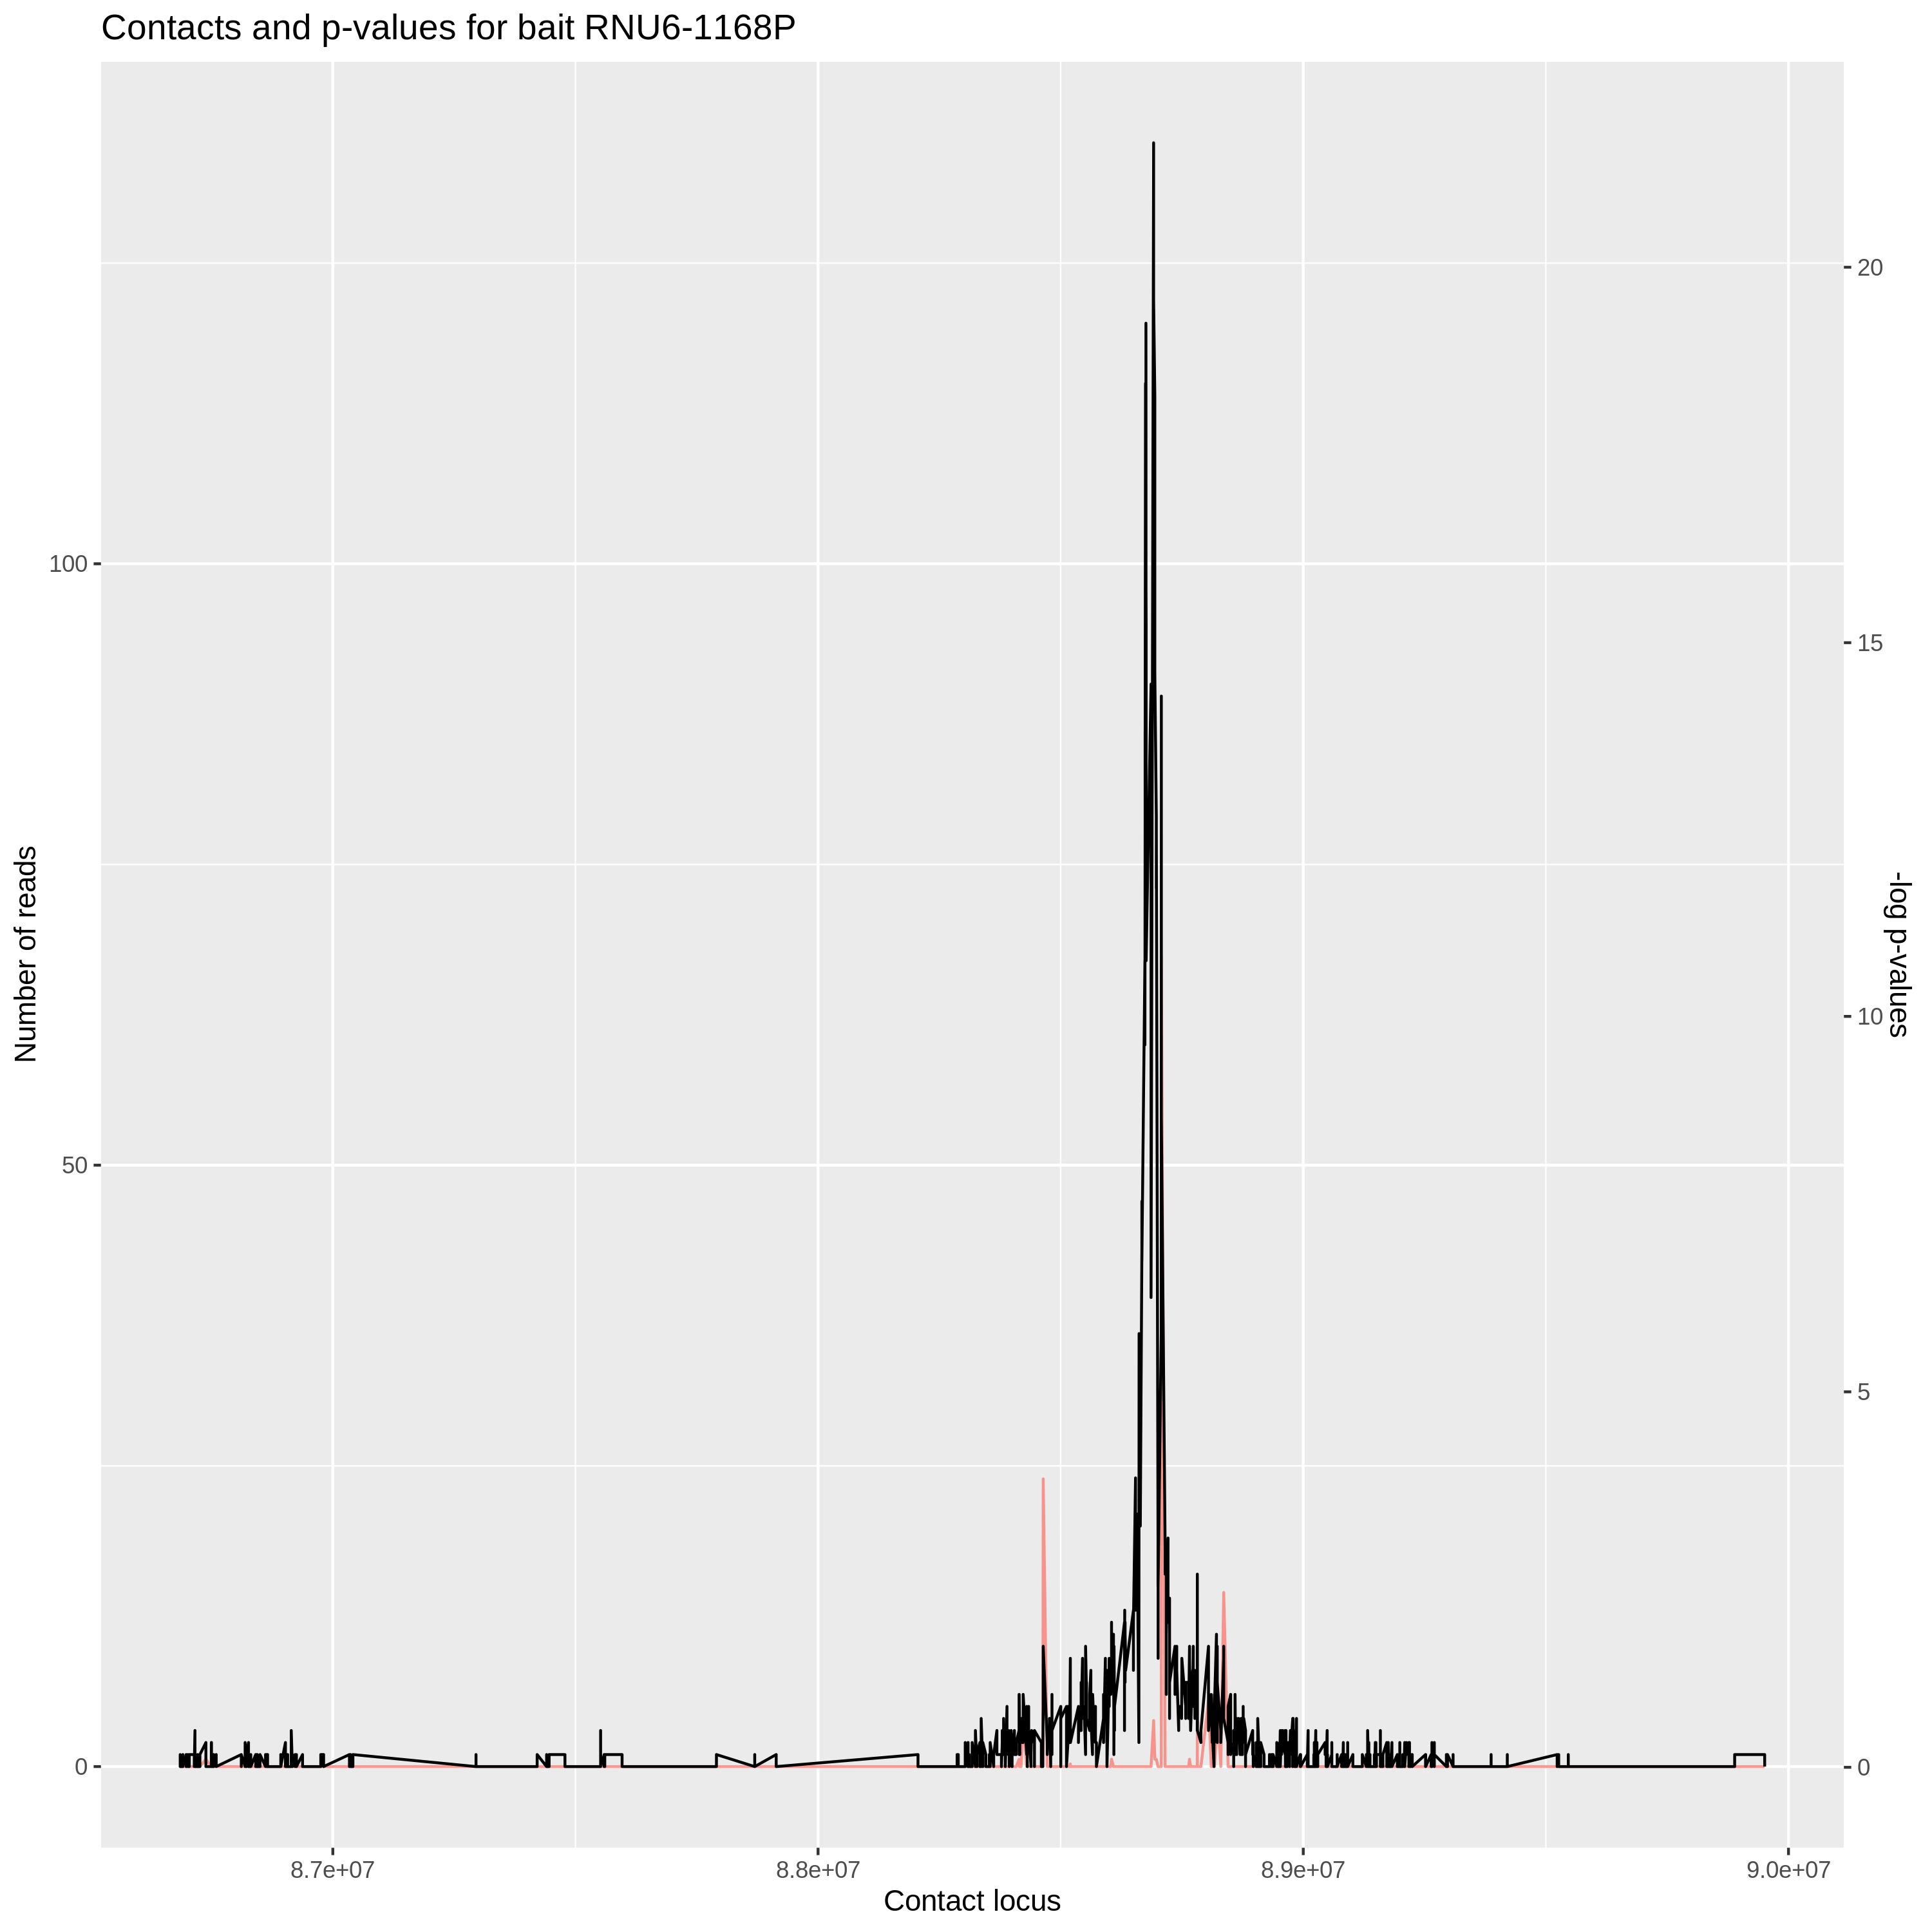 Contacts and p-values for bait RNU6-1168P
Number of reads
100
50
0
20
15
10
5
0
-log p-values
8.7e+07
8.8e+07
8.9e+07
9.0e+07
Contact locus